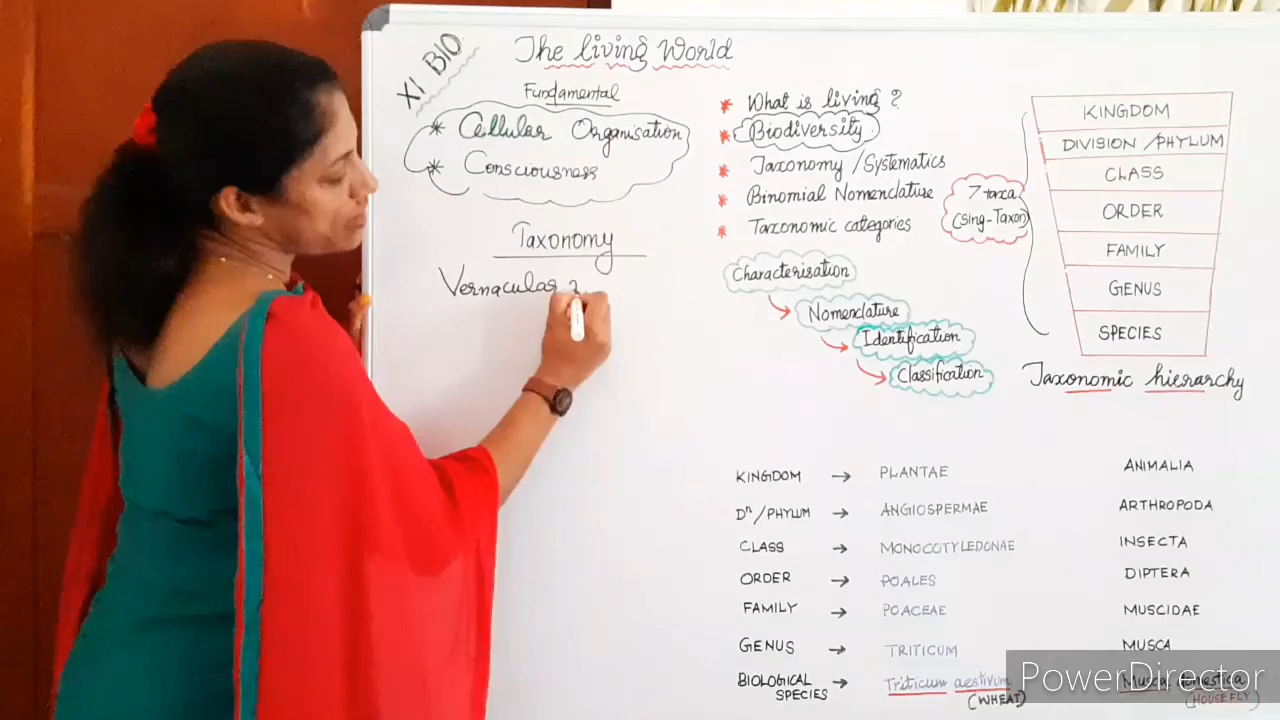 XI BIO
The Living World
Fundamental
* Cellular Organisation
* Consciousness
Taxonomy
Vernacular
* What is living ?
* Biodiversity
* Taxonomy / Systematics
* Binomial Nomenclature
* Taxonomic categories
Characterisation
Nomenclature
Identification
Classification
7 taxa
(sing-Taxon)
KINGDOM
DIVISION / PHYLUM
CLASS
ORDER
FAMILY
GENUS
SPECIES
Taxonomic hierarchy
KINGDOM → PLANTAE ANIMALIA
Dⁿ / PHYLUM → ANGIOSPERMAE ARTHROPODA
CLASS → MONOCOTYLEDONAE INSECTA
ORDER → POALES DIPTERA
FAMILY → POACEAE MUSCIDAE
GENUS → TRITICUM MUSCA
BIOLOGICAL SPECIES → Triticum aestivum
(WHEAT) (HOUSEFLY)
PowerDirector